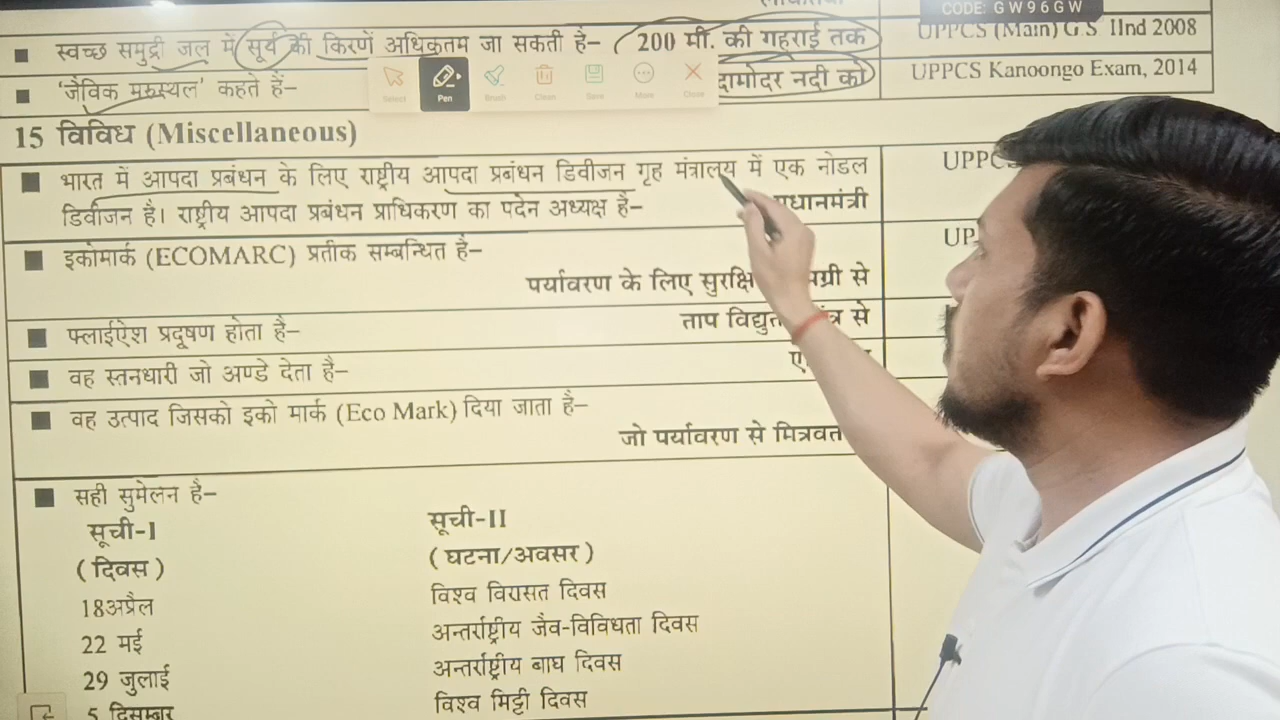 CODE: GW96GW
■ स्वच्छ समुद्री जल में सूर्य की किरणें अधिकतम जा सकती है– 200 मी. की गहराई तक UPPCS (Main) G.S IInd 2008
Select Pen Brush Clean Save More Close
■ 'जैविक मरूस्थल' कहते हैं– दामोदर नदी को UPPCS Kanoongo Exam, 2014
15 विविध (Miscellaneous)
■ भारत में आपदा प्रबंधन के लिए राष्ट्रीय आपदा प्रबंधन डिवीजन गृह मंत्रालय में एक नोडल
डिवीजन है। राष्ट्रीय आपदा प्रबंधन प्राधिकरण का पदेन अध्यक्ष है–
■ इकोमार्क (ECOMARC) प्रतीक सम्बन्धित है–
पर्यावरण के लिए से
■ फ्लाईऐश प्रदूषण होता है– ताप से
■ वह स्तनधारी जो अण्डे देता है–
■ वह उत्पाद जिसको इको मार्क (Eco Mark) दिया जाता है–
जो पर्यावरण से मित्रवत
■ सही सुमेलन है–
सूची-I सूची-II
(दिवस) (घटना/अवसर)
18अप्रैल विश्व विरासत दिवस
22 मई अन्तर्राष्ट्रीय जैव-विविधता दिवस
29 जुलाई अन्तर्राष्ट्रीय बाघ दिवस
5 दिसम्बर विश्व मिट्टी दिवस